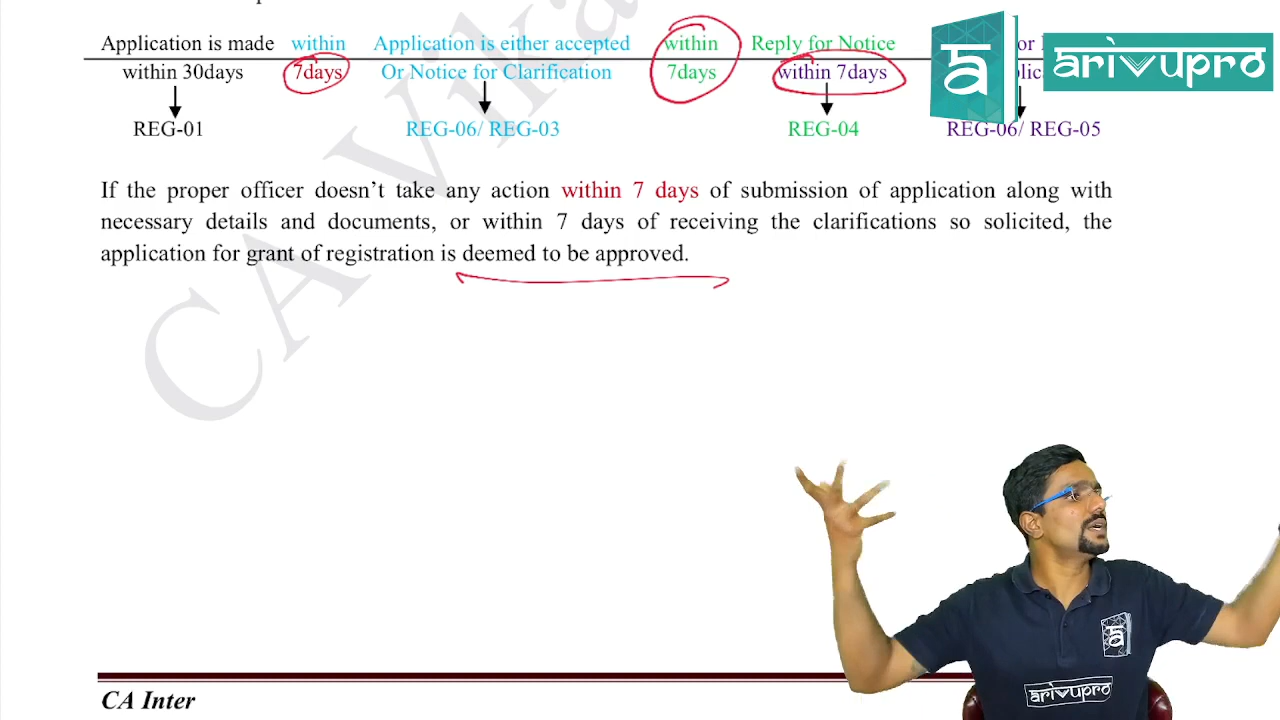 Application is made within Application is either accepted within Reply for Notice
within 30days 7days Or Notice for Clarification 7days within 7days
REG-01 REG-06/ REG-03 REG-04 REG-06/ REG-05
If the proper officer doesn’t take any action within 7 days of submission of application along with
necessary details and documents, or within 7 days of receiving the clarifications so solicited, the
application for grant of registration is deemed to be approved.
CA Vika
arivupro
arivupro
CA Inter